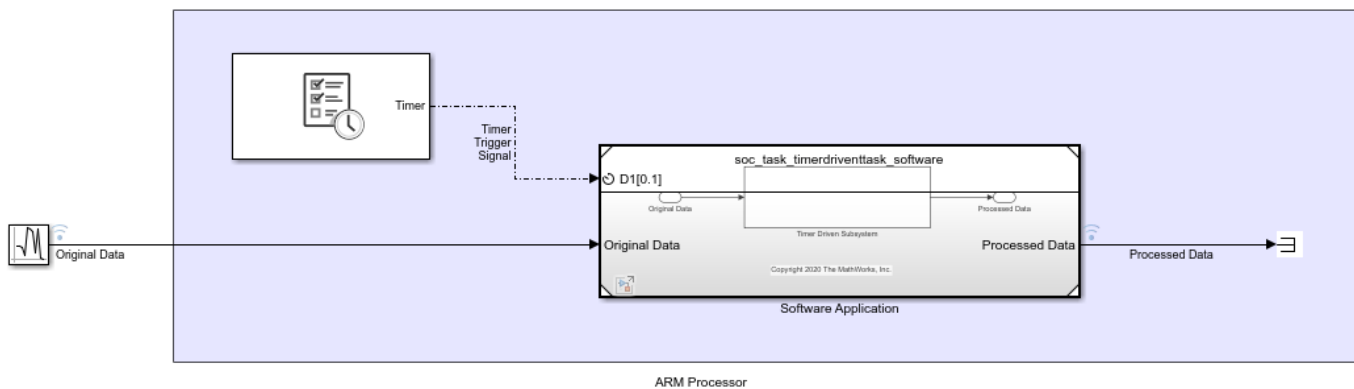 Timer
Timer
Trigger
Signal
soc_task_timerdriventtask_software
D1[0.1]
Original Data
Processed Data
Timer Driven Subsystem
Original Data
Original Data
Processed Data
Processed Data
Copyright 2020 The MathWorks, Inc.
Software Application
ARM Processor